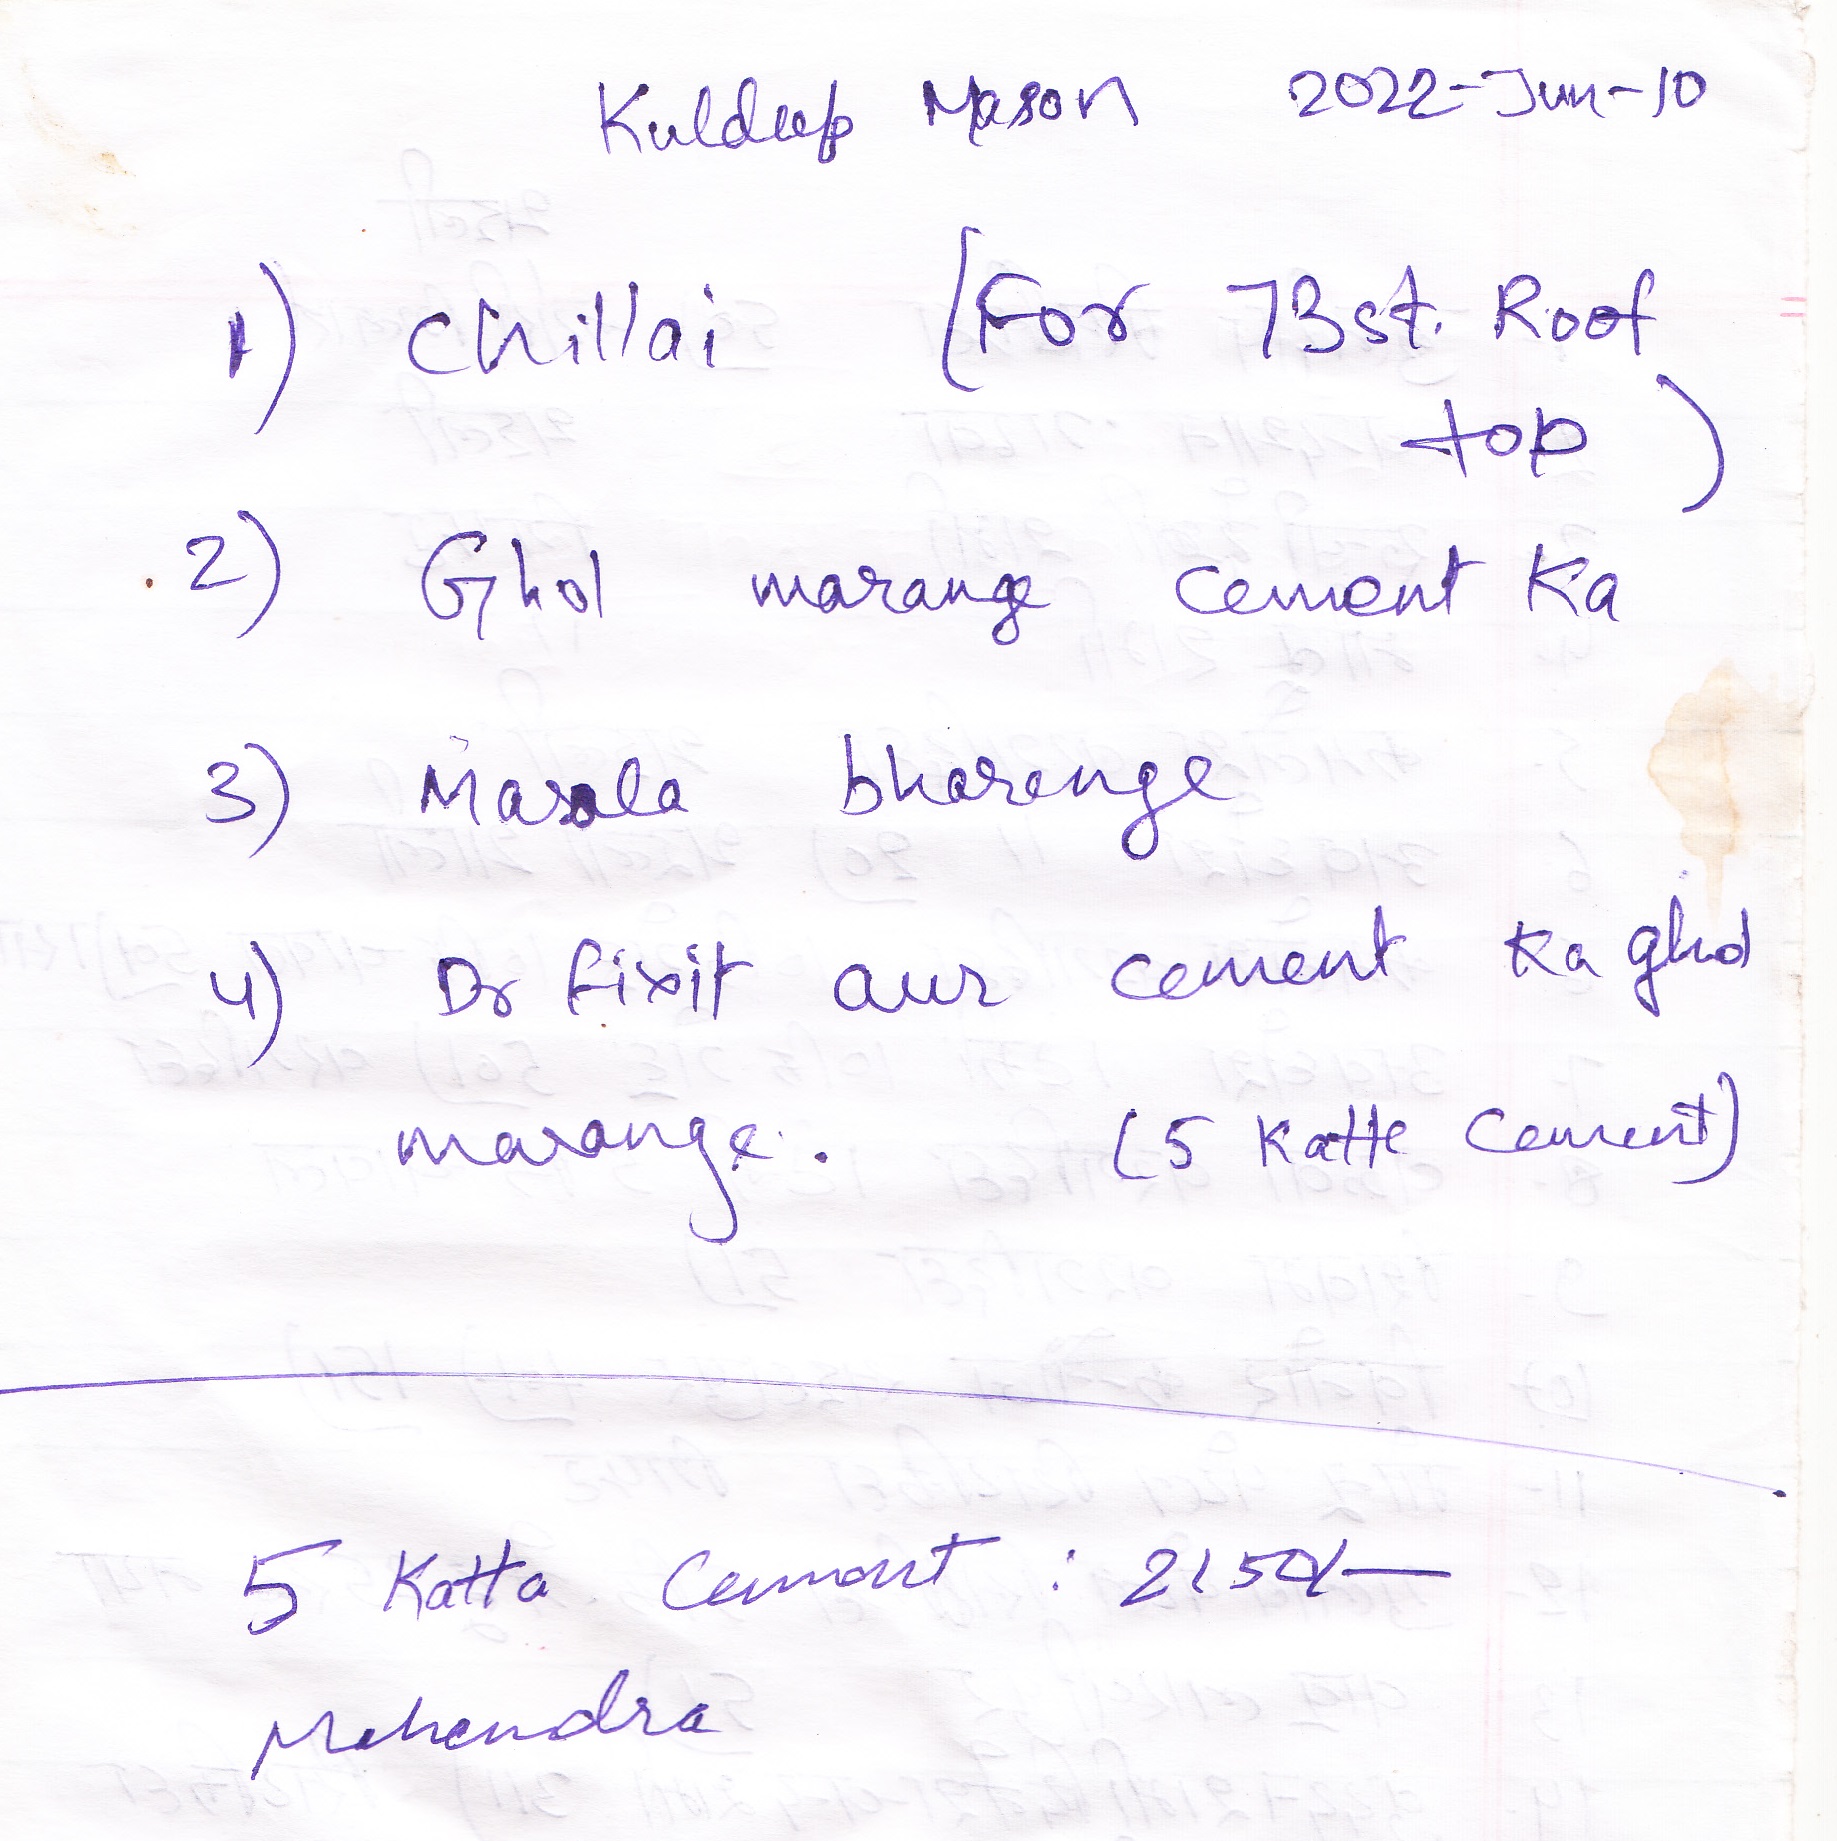 Kuldeep Mason 2022-Jun-10
1) Chillai (For 73st. Roof
top)
2) Ghol marange cement Ka
3) Masala bharenge
4) Dr fixit aur cement Ka ghol
marange. (5 Katte Cement)
5 Katta Cement : 2150/-
Mahendra